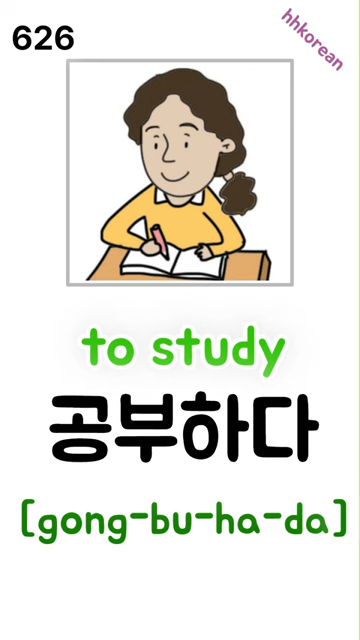 626
hhkorean
to study
공부하다
[gong-bu-ha-da]